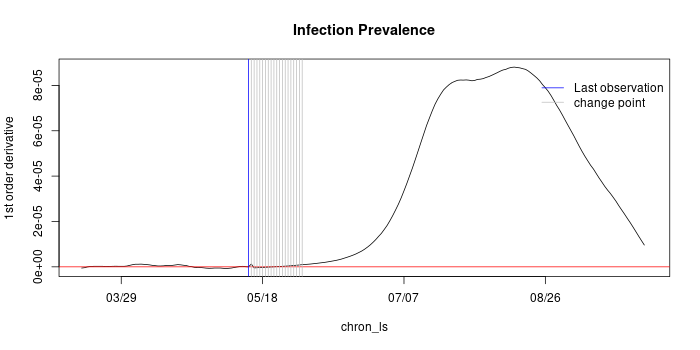 Infection Prevalence
1st order derivative
8e-05
6e-05
4e-05
2e-05
0e+00
Last observation
change point
03/29
05/18
07/07
08/26
chron_ls